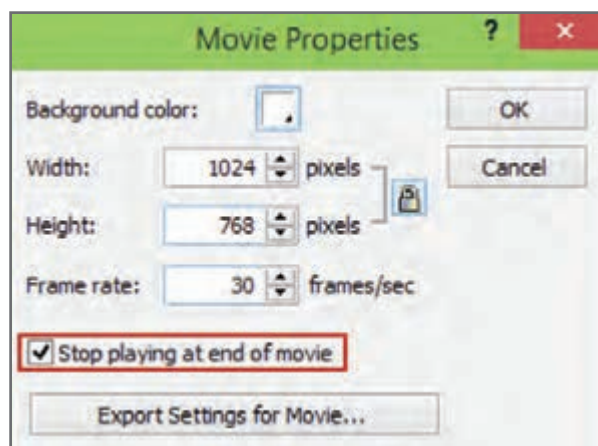 Movie Properties ? ×
Background color: OK
Width: 1024 pixels Cancel
Height: 768 pixels
Frame rate: 30 frames/sec
Stop playing at end of movie
Export Settings for Movie...